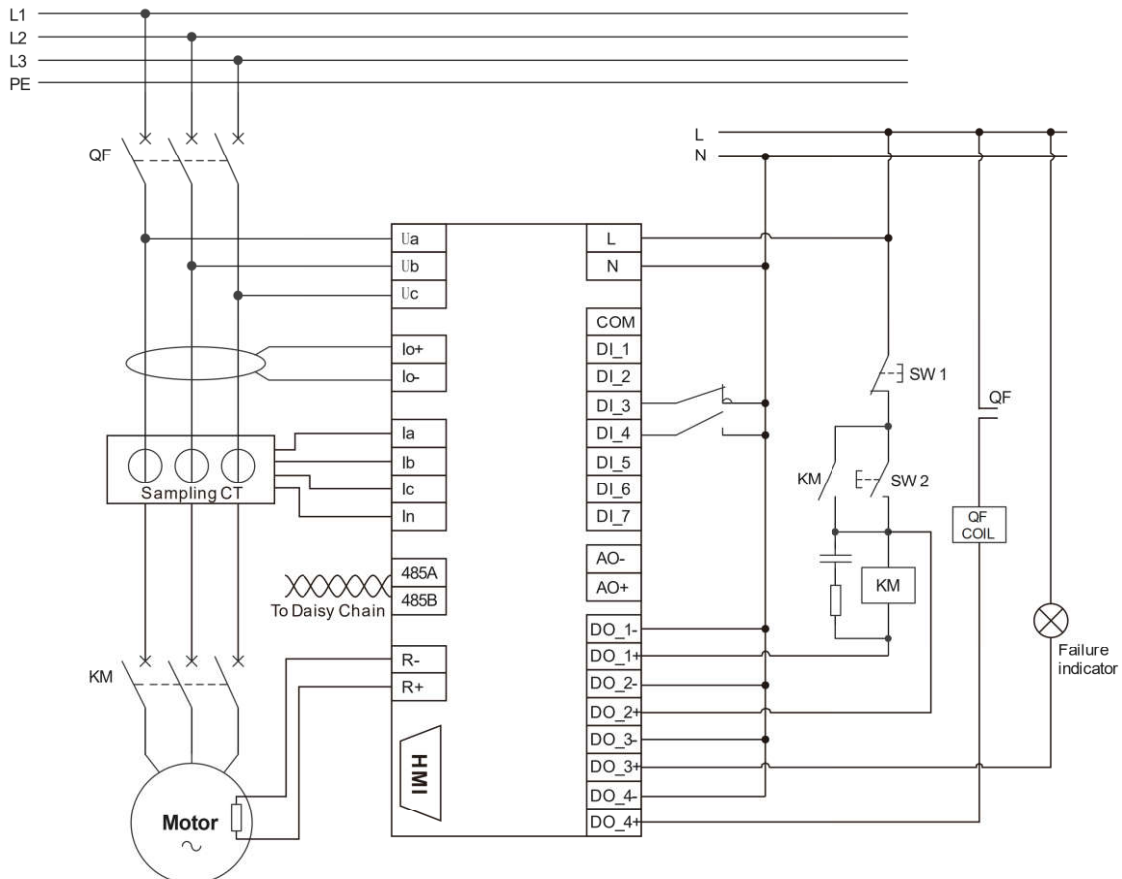 L1
L2
L3
PE
L
N
QF
Ua
Ub
Uc
Io+
Io-
Ia
Ib
Ic
In
485A
485B
R-
R+
HMI
L
N
COM
DI_1
DI_2
DI_3
DI_4
DI_5
DI_6
DI_7
AO-
AO+
DO_1-
DO_1+
DO_2-
DO_2+
DO_3-
DO_3+
DO_4-
DO_4+
Sampling CT
To Daisy Chain
KM
Motor
SW 1
KM
SW 2
KM
QF
QF
COIL
Failure
indicator